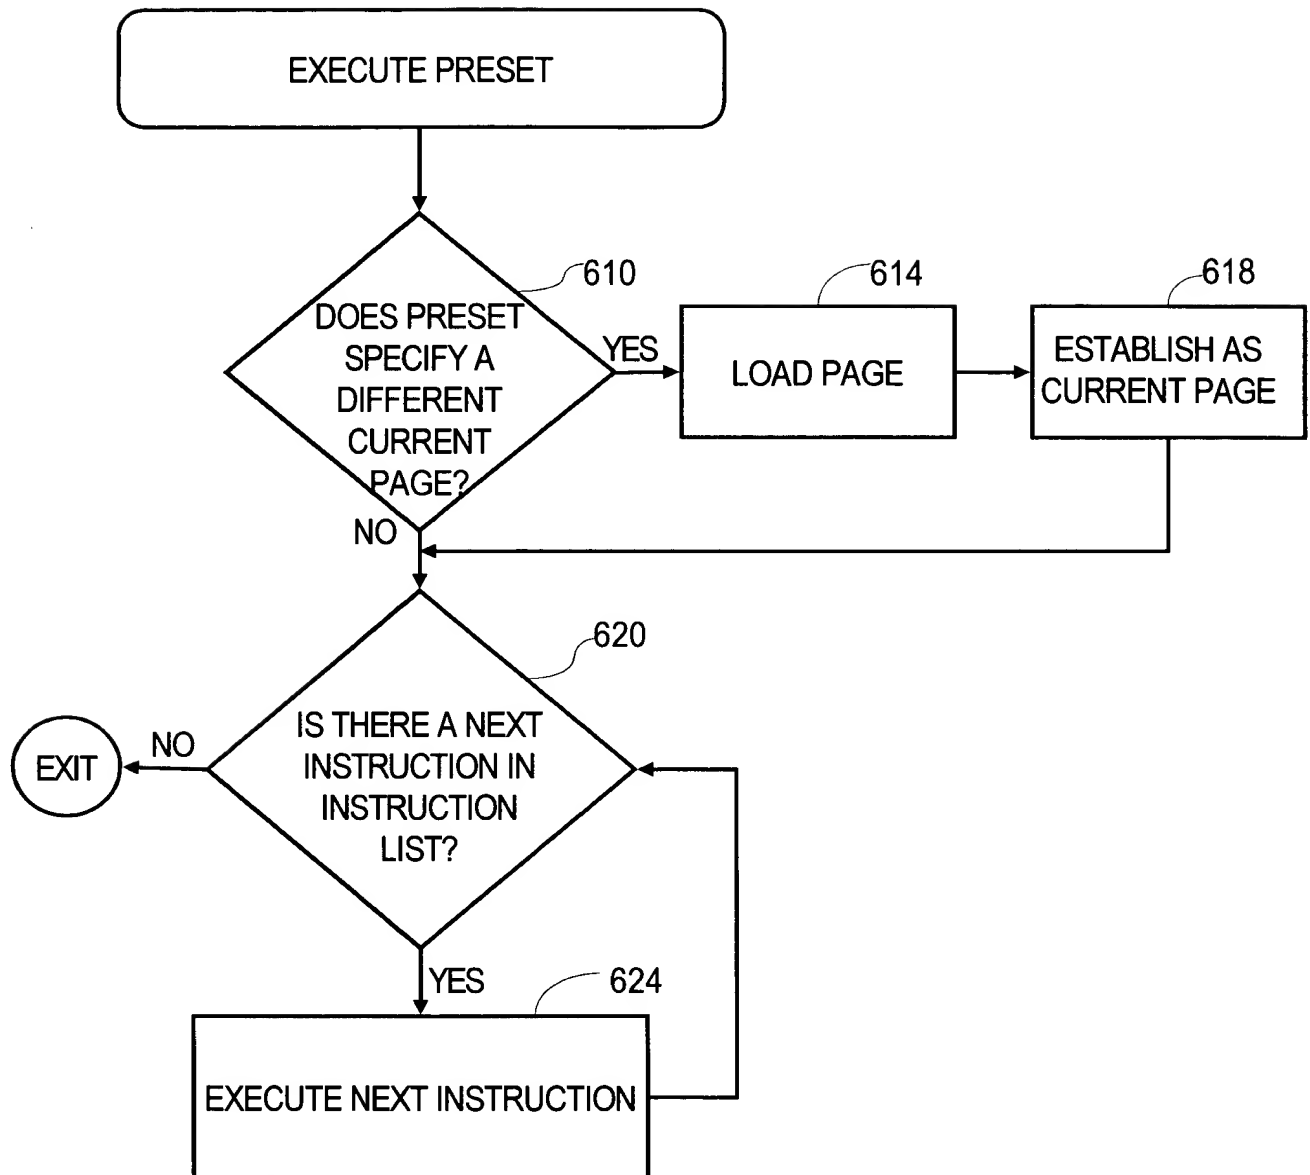 EXECUTE PRESET
610
DOES PRESET
SPECIFY A
DIFFERENT
CURRENT
PAGE?
YES
614
LOAD PAGE
618
ESTABLISH AS
CURRENT PAGE
NO
620
IS THERE A NEXT
INSTRUCTION IN
INSTRUCTION
LIST?
NO
EXIT
YES
624
EXECUTE NEXT INSTRUCTION